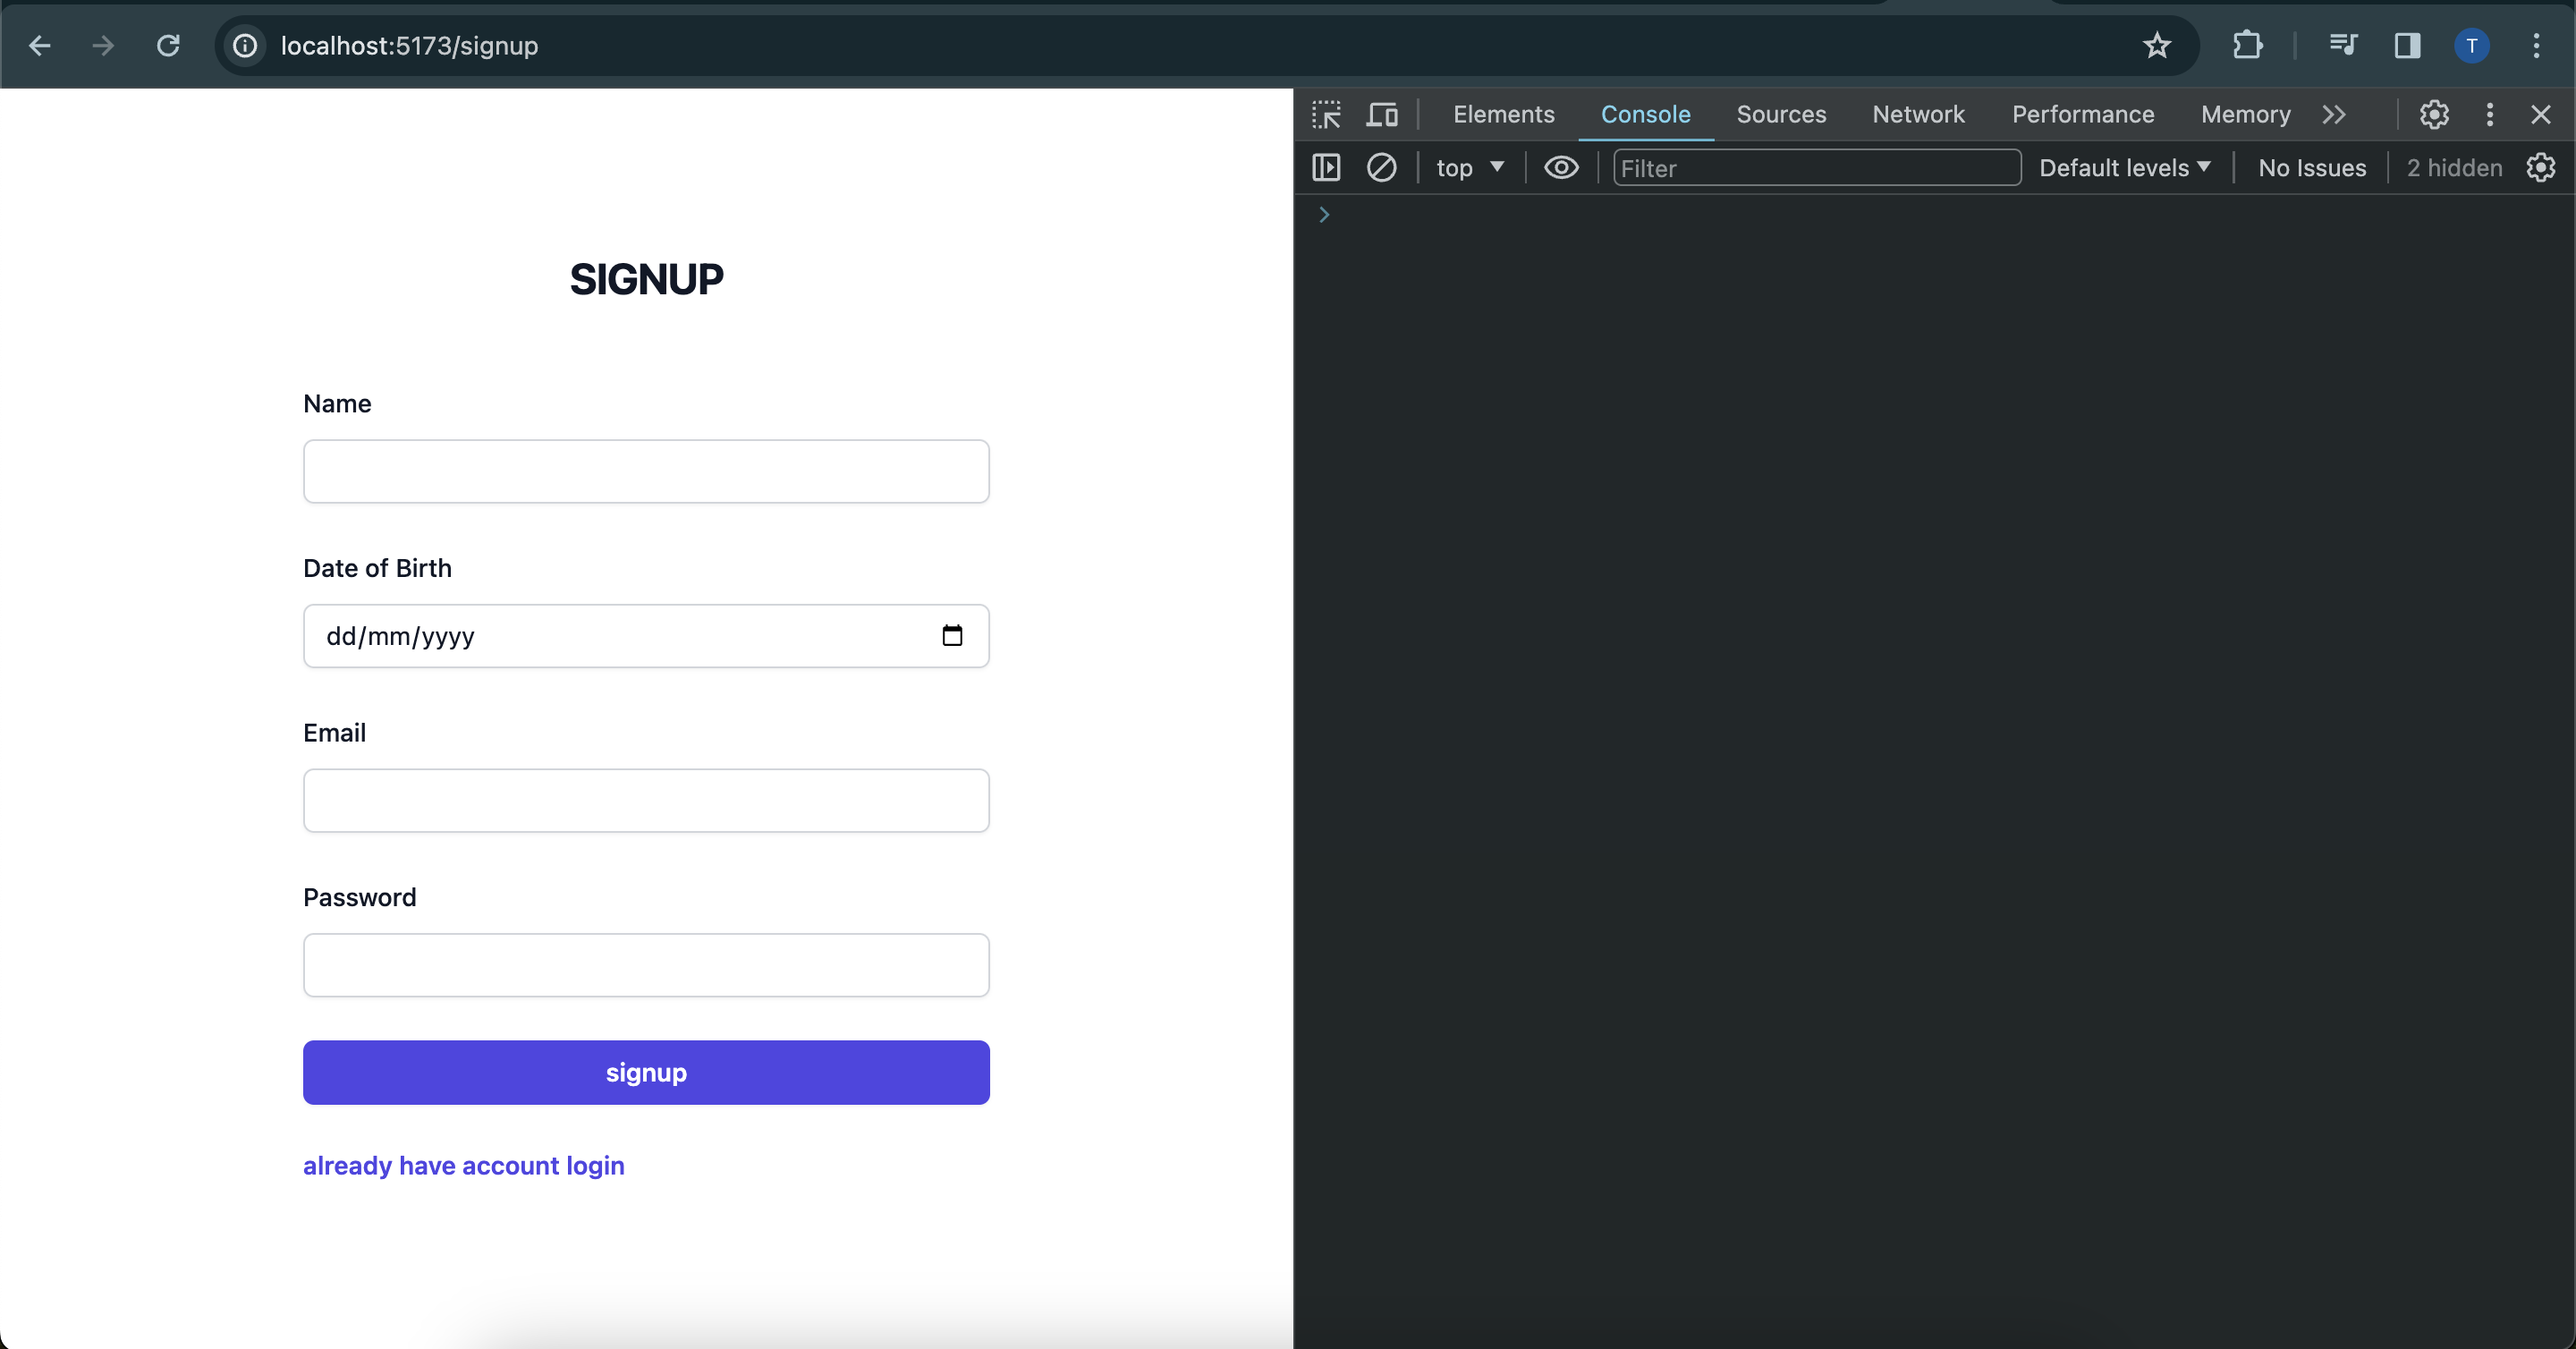 localhost:5173/signup
T
Elements Console Sources Network Performance Memory
top Filter Default levels No Issues 2 hidden
SIGNUP
Name
Date of Birth
dd/mm/yyyy
Email
Password
signup
already have account login